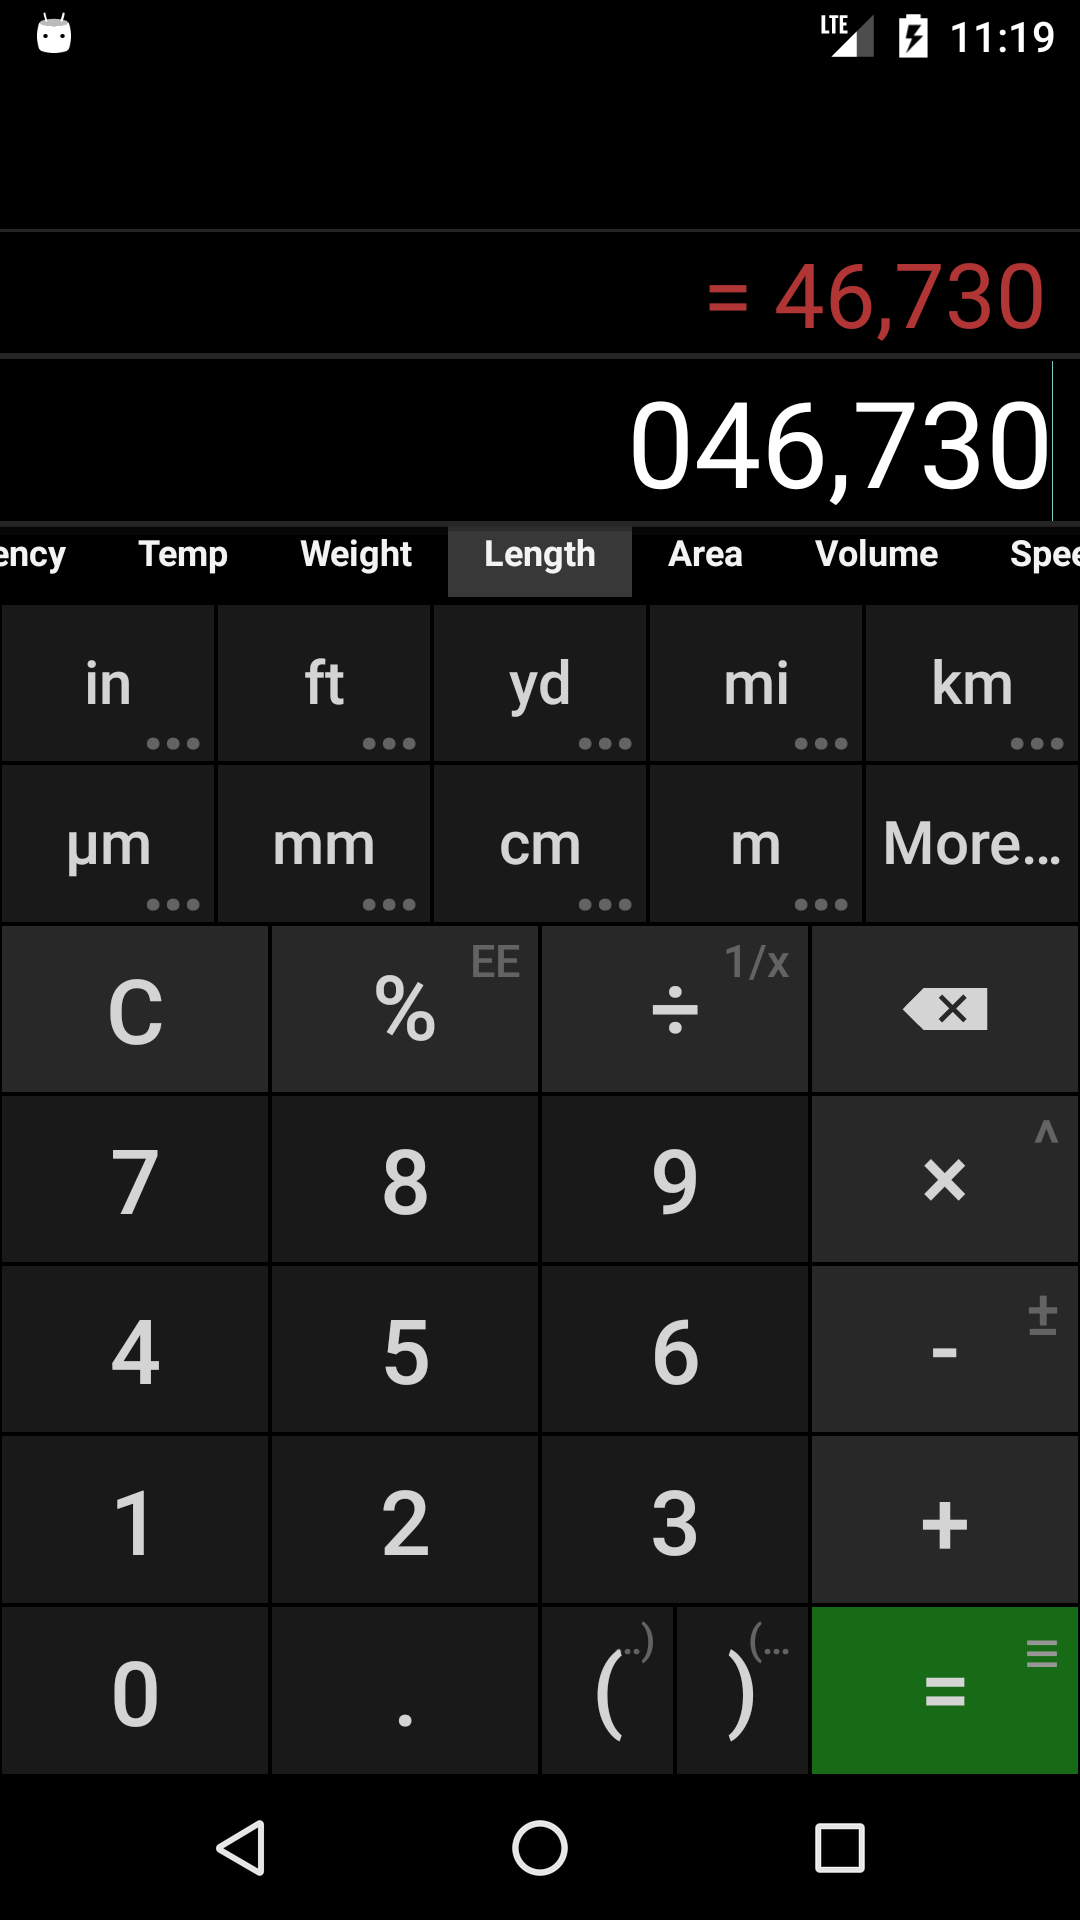 LTE 11:19
= 46,730
046,730
ency Temp Weight Length Area Volume Spee
in ft yd mi km
µm mm cm m More...
C % EE ÷ 1/x
7 8 9 × ^
4 5 6 - ±
1 2 3 +
0 . ( ..) ) (... =